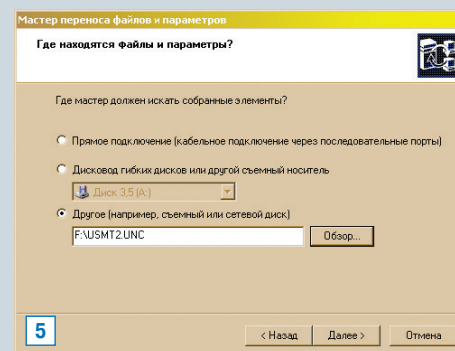 Мастер переноса файлов и параметров
Где находятся файлы и параметры?
Где мастер должен искать собранные элементы?
Прямое подключение (кабельное подключение через последовательные порты)
Дисковод гибких дисков или другой съемный носитель
Диск 3,5 (A:)
Другое (например, съемный или сетевой диск)
F:\USMT2.UNC
Обзор...
5
< Назад
Далее >
Отмена